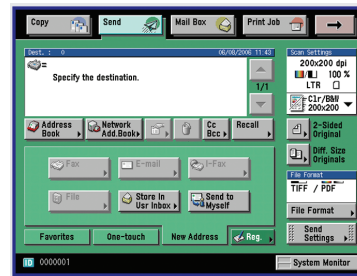 Copy
Send
Mail Box
Print Job
Dest. : 0
06/08/2006 11:43
Specify the destination.
1/1
Scan Settings
200x200 dpi
100 %
LTR
Clr/B&W
200x200
Address
Book
Network
Add.Book
Cc
Bcc
Recall
2-Sided
Original
Diff. Size
Originals
Fax
E-mail
I-Fax
File
Store In
Usr Inbox
Send to
Myself
File Format
TIFF / PDF
File Format
Favorites
One-touch
New Address
Reg.
Send
Settings
ID 0000001
System Monitor